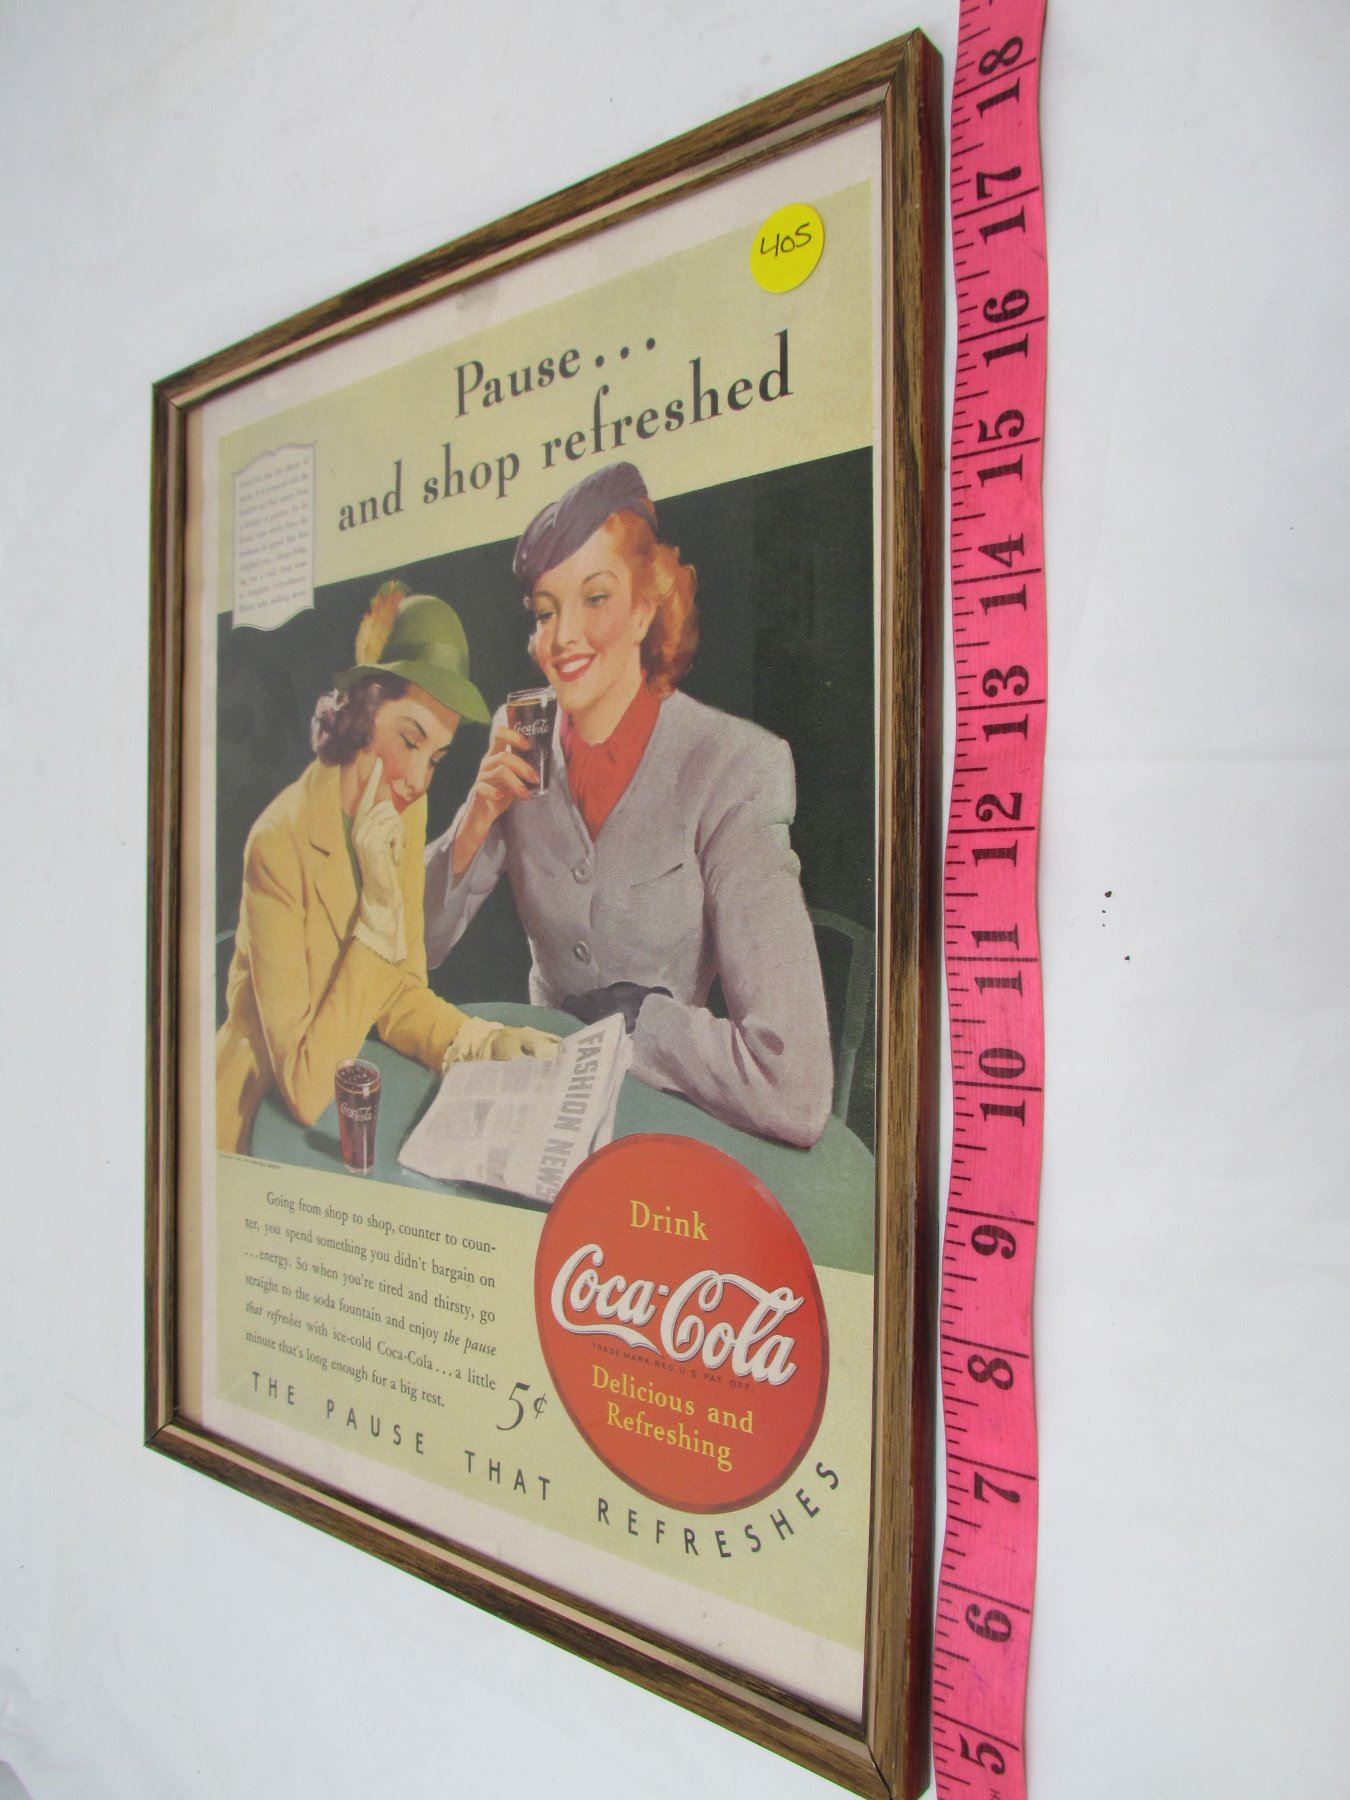 405
Pause...
and shop refreshed
Coca-Cola
Coca-Cola
FASHION NEWS
Going from shop to shop, counter to coun-
ter, you spend something you didn't bargain on
...energy. So when you're tired and thirsty, go
straight to the soda fountain and enjoy the pause
that refreshes with ice-cold Coca-Cola...a little
minute that's long enough for a big rest.
5¢
Drink
Coca-Cola
TRADE MARK REG. U.S. PAT. OFF.
Delicious and
Refreshing
THE PAUSE THAT REFRESHES
18
17
16
15
14
13
12
11
10
9
8
7
6
5